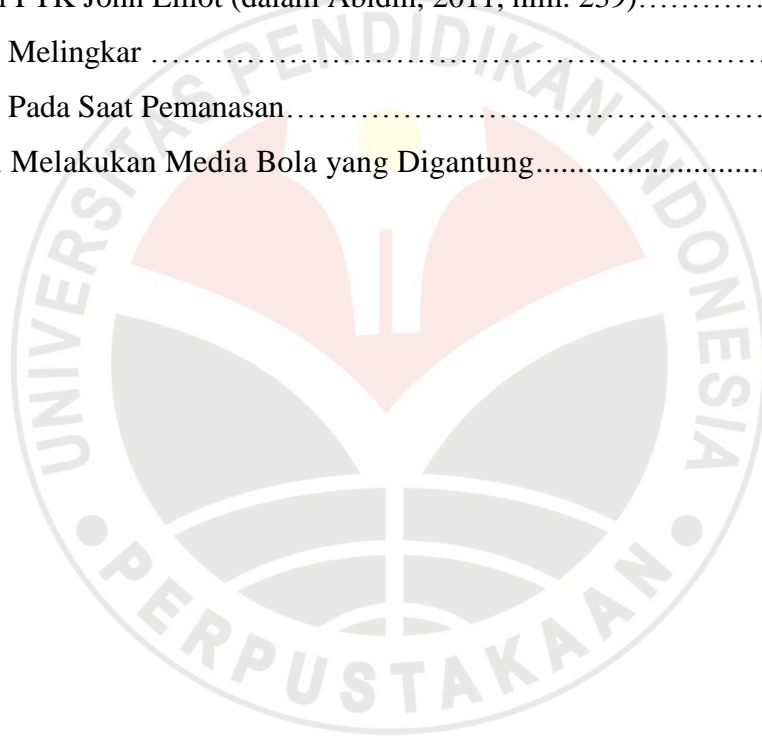 PTK John Elliot (dalam Abidin, 2011, hlm. 239)…………
Melingkar ………………………………………………………
Pada Saat Pemanasan………………………………………
Melakukan Media Bola yang Digantung...........................
UNIVERSITAS PENDIDIKAN INDONESIA
• PERPUSTAKAAN •